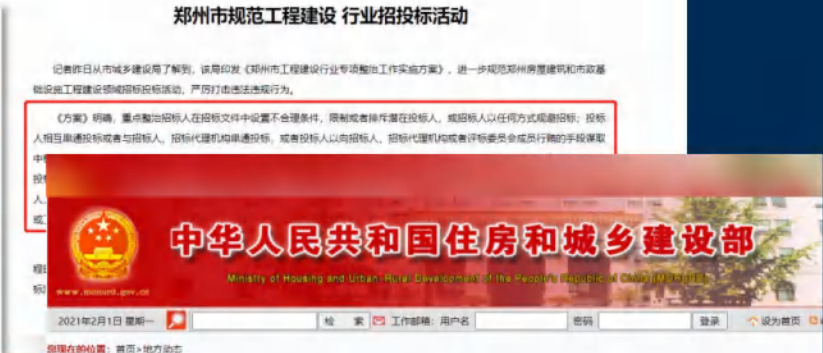 郑州市规范工程建设 行业招投标活动
记者昨日从市城乡建设局了解到，该局印发《郑州市工程建设行业专项整治工作实施方案》，进一步规范郑州房屋建筑和市政基
础设施工程建设领域招标投标活动，严厉打击违法违规行为。
《方案》明确，重点整治招标人在招标文件中设置不合理条件，限制或者排斥潜在投标人，或招标人以任何方式规避招标；投标
人相互串通投标或者与招标人、招标代理机构串通投标，或者投标人以向招标人、招标代理机构或者评标委员会成员行贿的手段谋取
中
投
人
或
中华人民共和国住房和城乡建设部
Ministry of Housing and Urban-Rural Development of the People's Republic of China (MOHURD)
www.mohurd.gov.cn
程
标
2021年2月1日 星期一 检 索 工作邮箱：用户名 密码 登录 设为首页
您现在的位置：首页>地方动态